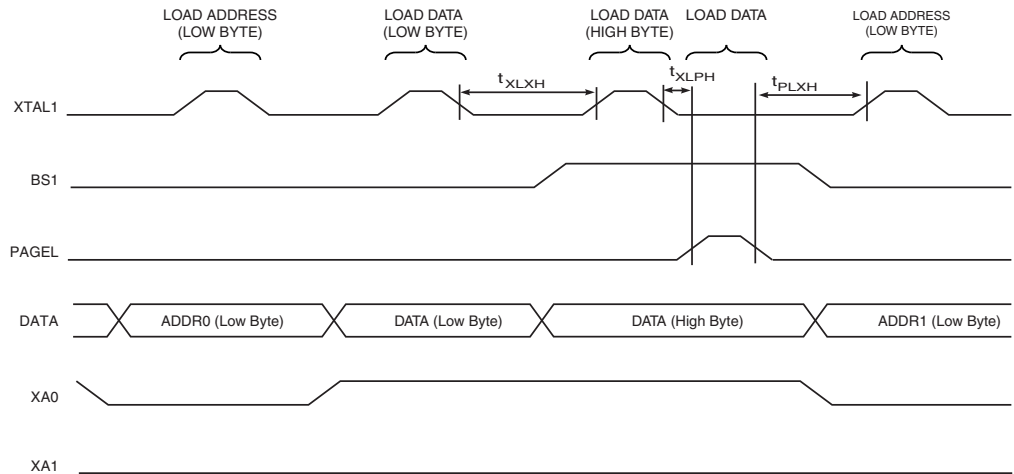 LOAD ADDRESS
(LOW BYTE)
LOAD DATA
(LOW BYTE)
LOAD DATA
(HIGH BYTE)
LOAD DATA
LOAD ADDRESS
(LOW BYTE)
XTAL1
tXLXH
tXLPH
tPLXH
BS1
PAGEL
DATA
ADDR0 (Low Byte)
DATA (Low Byte)
DATA (High Byte)
ADDR1 (Low Byte)
XA0
XA1